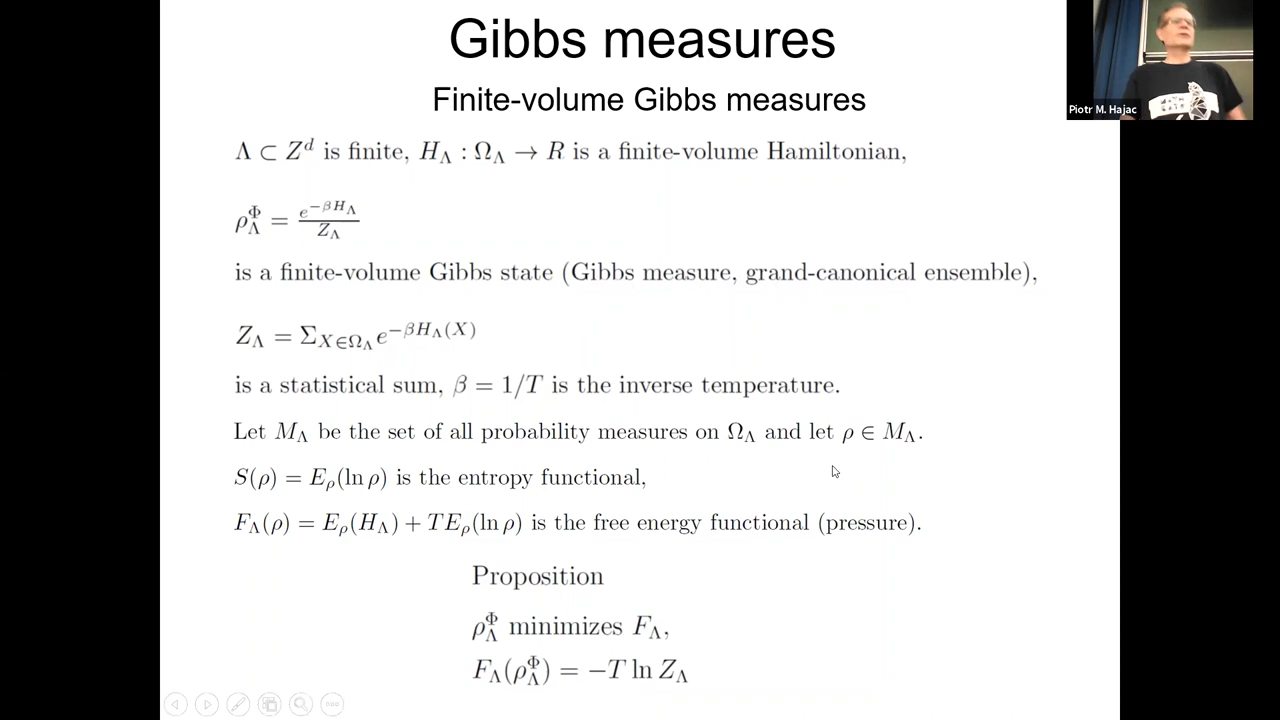 Gibbs measures
Finite-volume Gibbs measures
Λ ⊂ Z^d is finite, H_Λ : Ω_Λ → R is a finite-volume Hamiltonian,
ρ_Λ^Φ = e^{−βH_Λ} / Z_Λ
is a finite-volume Gibbs state (Gibbs measure, grand-canonical ensemble),
Z_Λ = Σ_{X∈Ω_Λ} e^{−βH_Λ(X)}
is a statistical sum, β = 1/T is the inverse temperature.
Let M_Λ be the set of all probability measures on Ω_Λ and let ρ ∈ M_Λ.
S(ρ) = E_ρ(ln ρ) is the entropy functional,
F_Λ(ρ) = E_ρ(H_Λ) + TE_ρ(ln ρ) is the free energy functional (pressure).
Proposition
ρ_Λ^Φ minimizes F_Λ,
F_Λ(ρ_Λ^Φ) = −T ln Z_Λ
Piotr M. Hajac